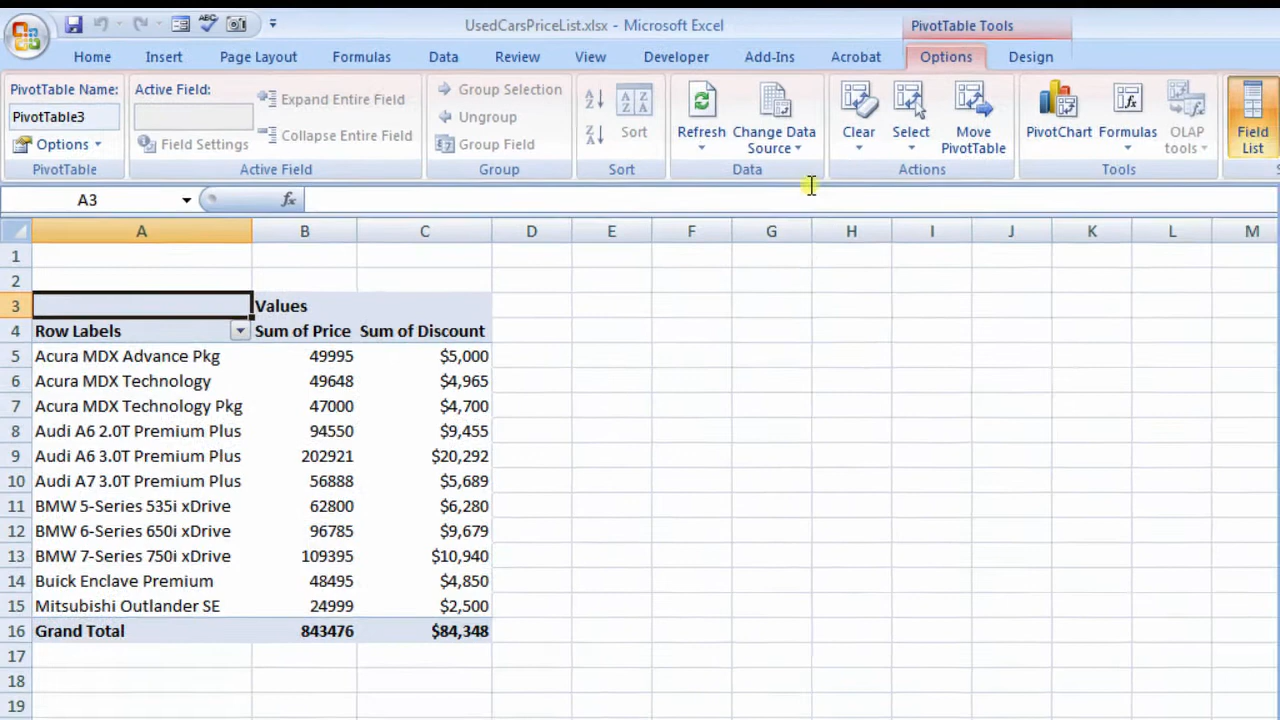 UsedCarsPriceList.xlsx - Microsoft Excel
PivotTable Tools
Home Insert Page Layout Formulas Data Review View Developer Add-Ins Acrobat Options Design
PivotTable Name:
PivotTable3
Options
PivotTable
Active Field:
Field Settings
Expand Entire Field
Collapse Entire Field
Active Field
Group Selection
Ungroup
Group Field
Group
Sort
Sort
Refresh
Change Data
Source
Data
Clear
Select
Move
PivotTable
Actions
PivotChart
Formulas
OLAP
tools
Tools
Field
List
A3
fx
A B C D E F G H I J K L M
1
2
3 Values
4 Row Labels Sum of Price Sum of Discount
5 Acura MDX Advance Pkg 49995 $5,000
6 Acura MDX Technology 49648 $4,965
7 Acura MDX Technology Pkg 47000 $4,700
8 Audi A6 2.0T Premium Plus 94550 $9,455
9 Audi A6 3.0T Premium Plus 202921 $20,292
10 Audi A7 3.0T Premium Plus 56888 $5,689
11 BMW 5-Series 535i xDrive 62800 $6,280
12 BMW 6-Series 650i xDrive 96785 $9,679
13 BMW 7-Series 750i xDrive 109395 $10,940
14 Buick Enclave Premium 48495 $4,850
15 Mitsubishi Outlander SE 24999 $2,500
16 Grand Total 843476 $84,348
17
18
19